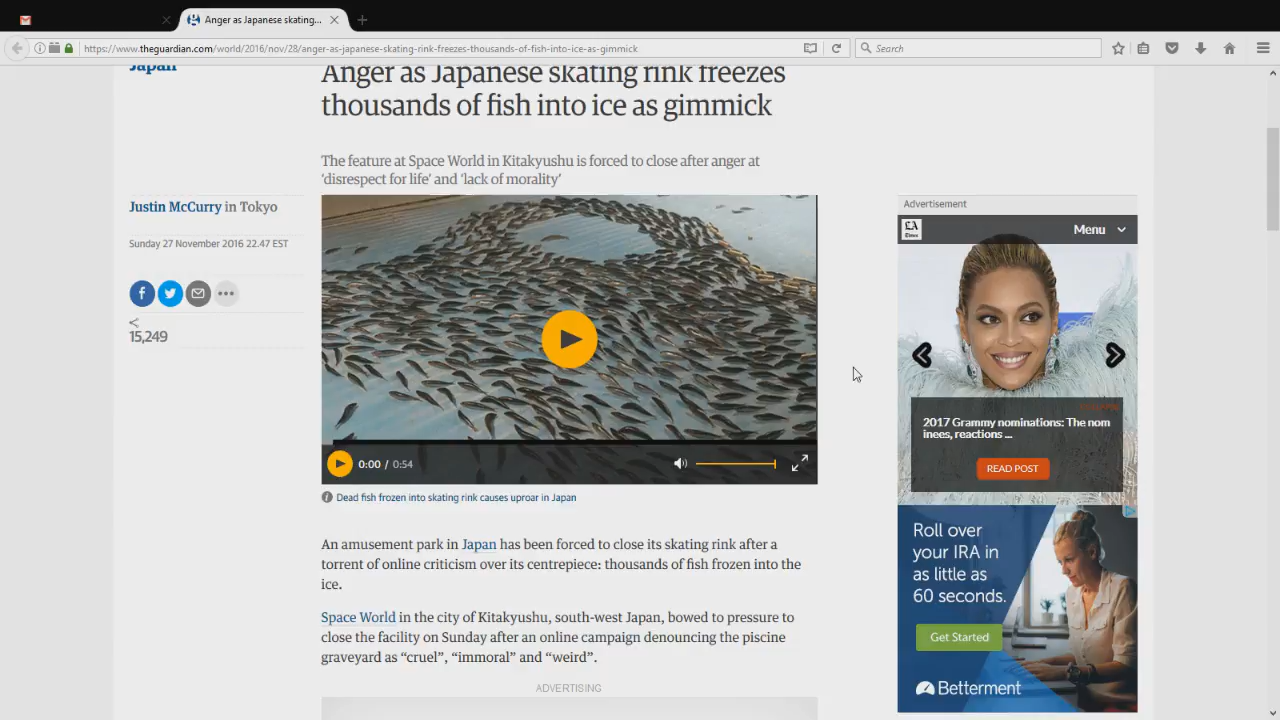 Anger as Japanese skating...
https://www.theguardian.com/world/2016/nov/28/anger-as-japanese-skating-rink-freezes-thousands-of-fish-into-ice-as-gimmick
Search
Japan
Anger as Japanese skating rink freezes
thousands of fish into ice as gimmick
The feature at Space World in Kitakyushu is forced to close after anger at
‘disrespect for life’ and ‘lack of morality’
Justin McCurry in Tokyo
Sunday 27 November 2016 22.47 EST
15,249
0:00 / 0:54
Dead fish frozen into skating rink causes uproar in Japan
An amusement park in Japan has been forced to close its skating rink after a
torrent of online criticism over its centrepiece: thousands of fish frozen into the
ice.
Space World in the city of Kitakyushu, south-west Japan, bowed to pressure to
close the facility on Sunday after an online campaign denouncing the piscine
graveyard as “cruel”, “immoral” and “weird”.
ADVERTISING
Advertisement
LA
Times
Menu
2017 Grammy nominations: The nom
inees, reactions ...
READ POST
Roll over
your IRA in
as little as
60 seconds.
Get Started
Betterment